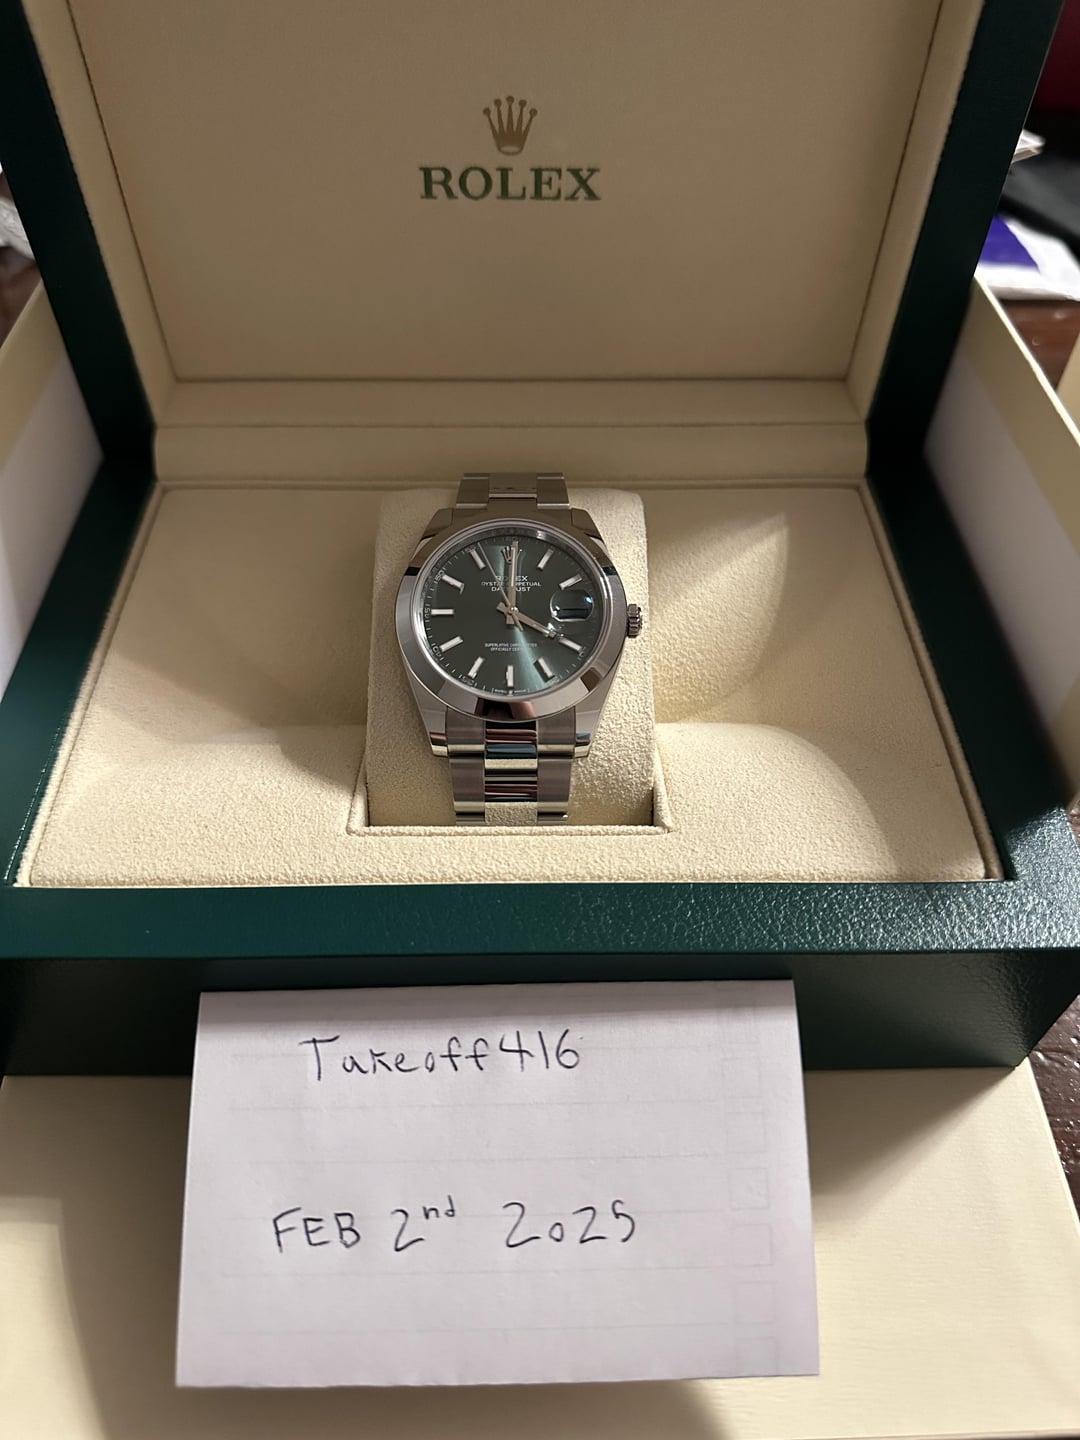 ROLEX
ROLEX
OYSTER PERPETUAL
DATEJUST
SUPERLATIVE CHRONOMETER
OFFICIALLY CERTIFIED
Takeoff416
FEB 2nd 2025